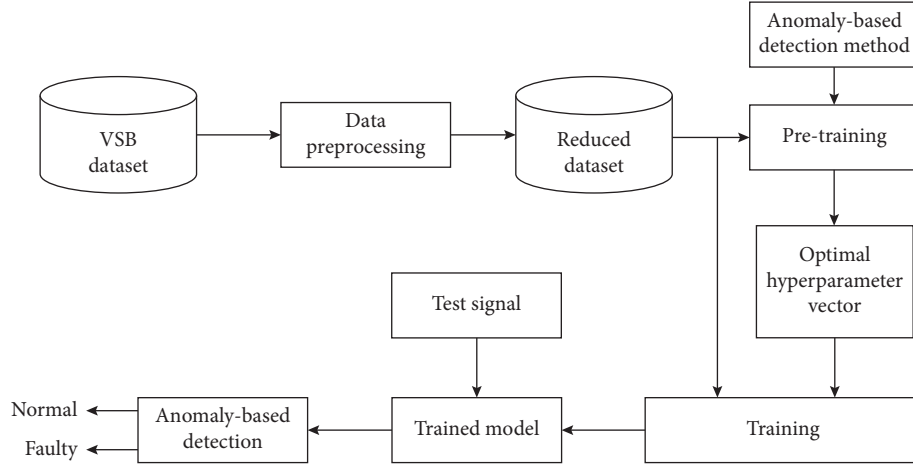 Anomaly-based
detection method
VSB
dataset
Data
preprocessing
Reduced
dataset
Pre-training
Optimal
hyperparameter
vector
Test signal
Normal
Faulty
Anomaly-based
detection
Trained model
Training